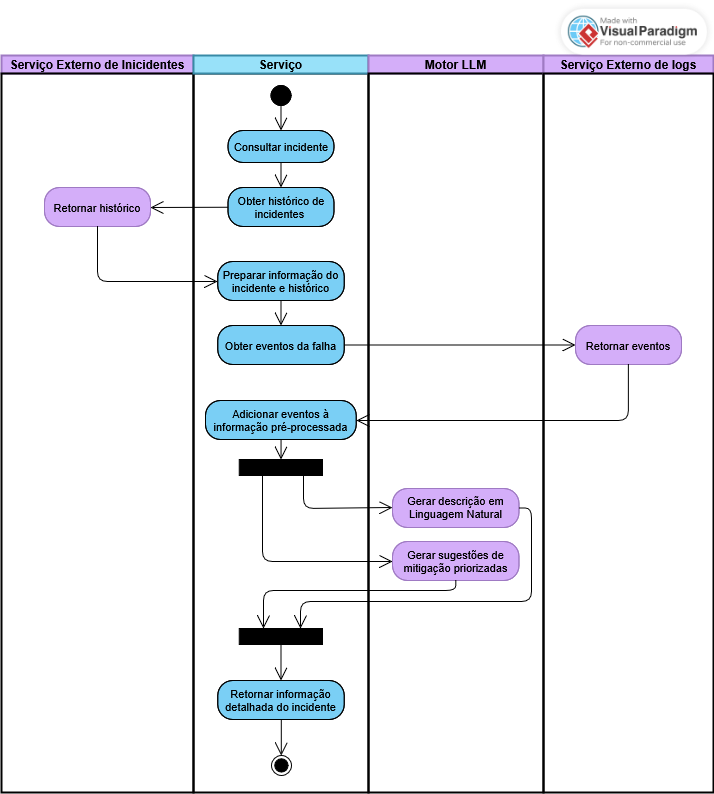 Made with
VisualParadigm
For non-commercial use
Serviço Externo de Inicidentes
Serviço
Motor LLM
Serviço Externo de logs
Consultar incidente
Obter histórico de
incidentes
Retornar histórico
Preparar informação do
incidente e histórico
Obter eventos da falha
Retornar eventos
Adicionar eventos à
informação pré-processada
Gerar descrição em
Linguagem Natural
Gerar sugestões de
mitigação priorizadas
Retornar informação
detalhada do incidente